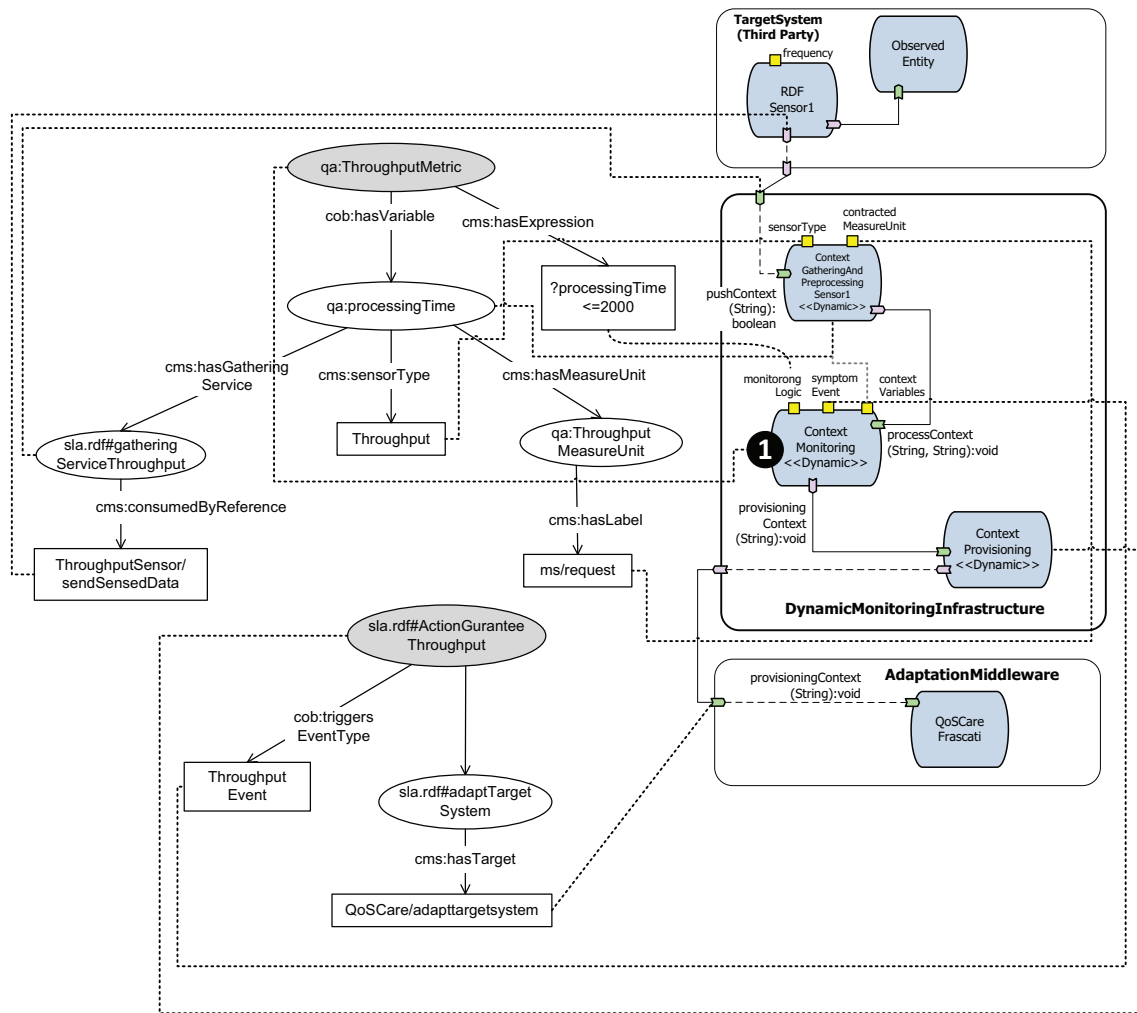 TargetSystem
(Third Party)
frequency
RDF
Sensor1
Observed
Entity
qa:ThroughputMetric
cob:hasVariable
cms:hasExpression
?processingTime
<=2000
qa:processingTime
cms:hasGathering
Service
cms:sensorType
cms:hasMeasureUnit
Throughput
qa:Throughput
MeasureUnit
sla.rdf#gathering
ServiceThroughput
cms:consumedByReference
ThroughputSensor/
sendSensedData
cms:hasLabel
ms/request
sensorType
contracted
MeasureUnit
Context
GatheringAnd
Preprocessing
Sensor1
<<Dynamic>>
pushContext
(String):
boolean
monitorong
Logic
symptom
Event
context
Variables
1
Context
Monitoring
<<Dynamic>>
processContext
(String, String):void
provisioning
Context
(String):void
Context
Provisioning
<<Dynamic>>
DynamicMonitoringInfrastructure
sla.rdf#ActionGurantee
Throughput
cob:triggers
EventType
Throughput
Event
sla.rdf#adaptTarget
System
cms:hasTarget
QoSCare/adapttargetsystem
AdaptationMiddleware
provisioningContext
(String):void
QoSCare
Frascati